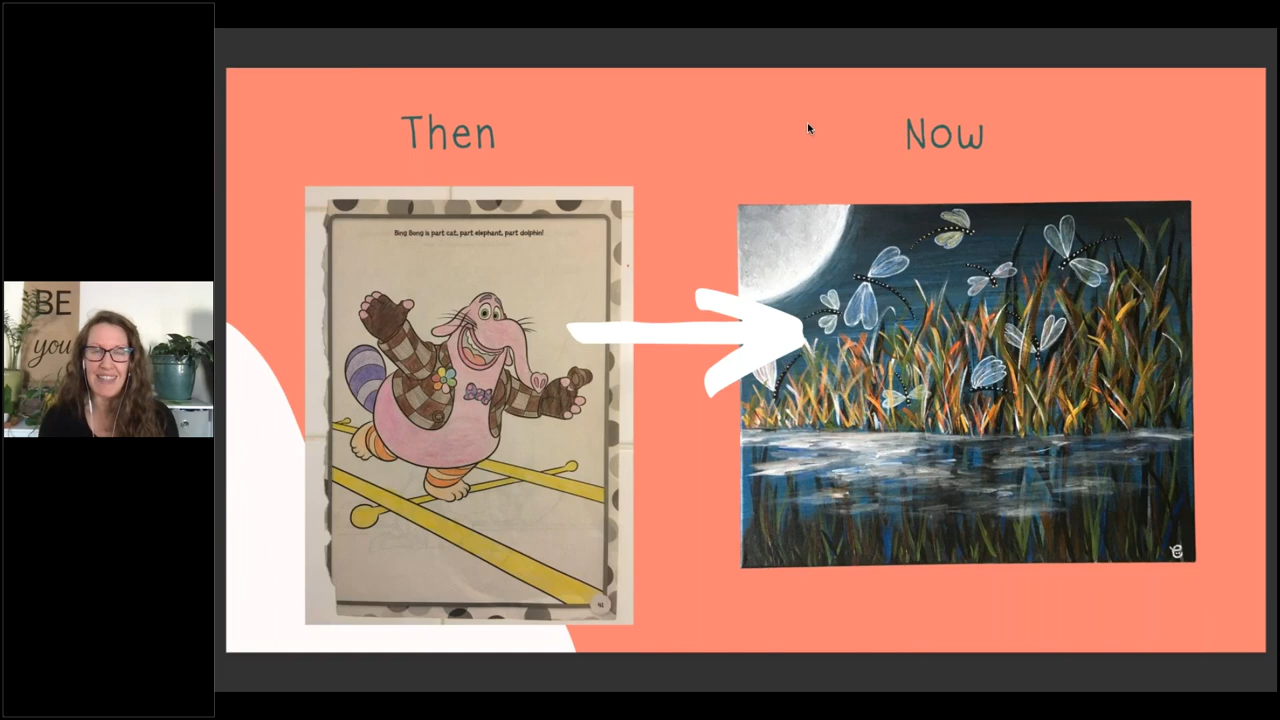 Then
Now
Bing Bong is part cat, part elephant, part dolphin!
BE
you